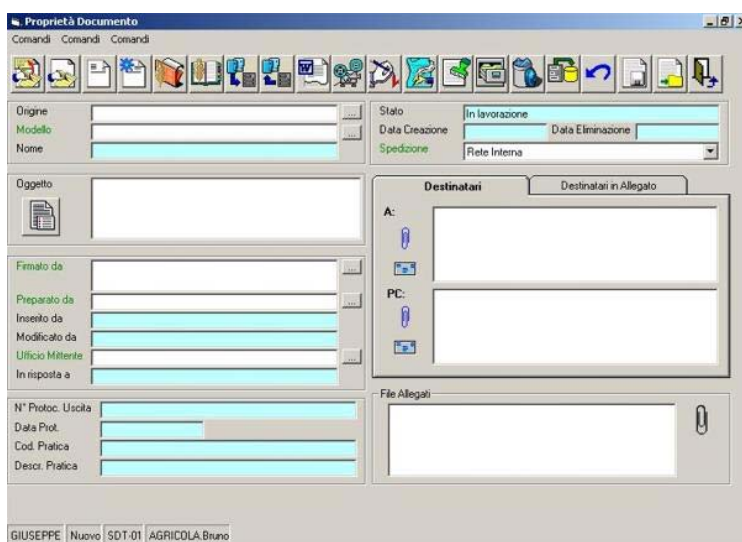 Proprietà Documento
Comandi Comandi Comandi
Origine
Modello
Nome
Stato In lavorazione
Data Creazione Data Eliminazione
Spedizione Rete Interna
Oggetto
Destinatari Destinatari in Allegato
A:
PC:
Firmato da
Preparato da
Inserito da
Modificato da
Ufficio Mittente
In risposta a
N° Protoc. Uscita
Data Prot.
Cod. Pratica
Descr. Pratica
File Allegati
GIUSEPPE Nuovo SDT-01 AGRICOLA.Bruno